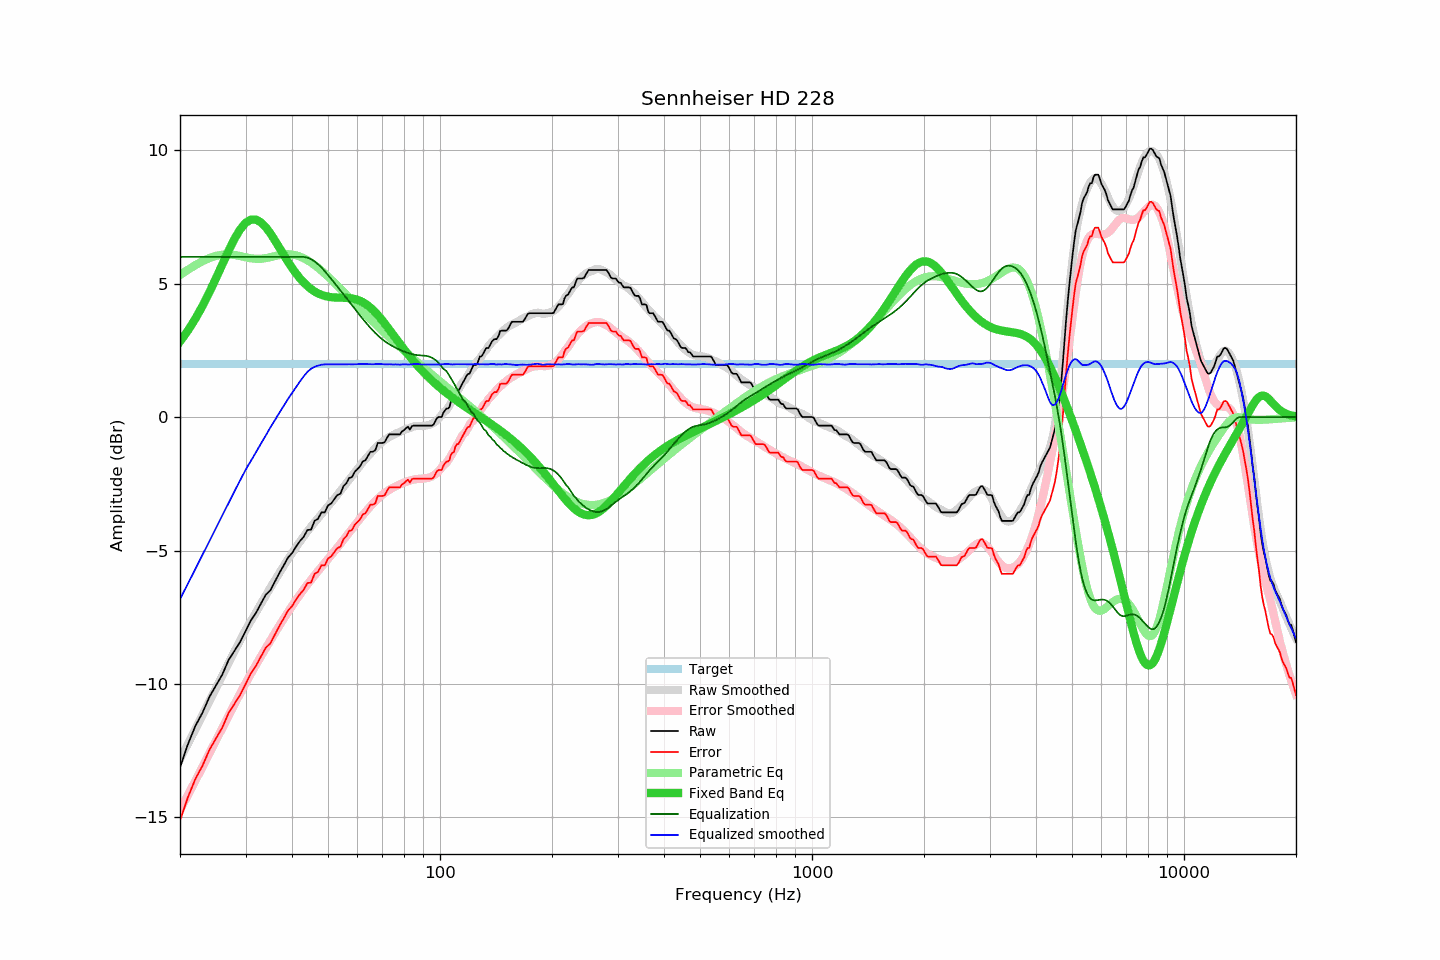 Sennheiser HD 228
10
5
0
−5
−10
−15
Amplitude (dBr)
Target
Raw Smoothed
Error Smoothed
Raw
Error
Parametric Eq
Fixed Band Eq
Equalization
Equalized smoothed
100
1000
10000
Frequency (Hz)